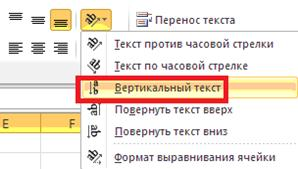 Перенос текста
Текст против часовой стрелки
Текст по часовой стрелке
Вертикальный текст
Повернуть текст вверх
Повернуть текст вниз
Формат выравнивания ячейки
E F